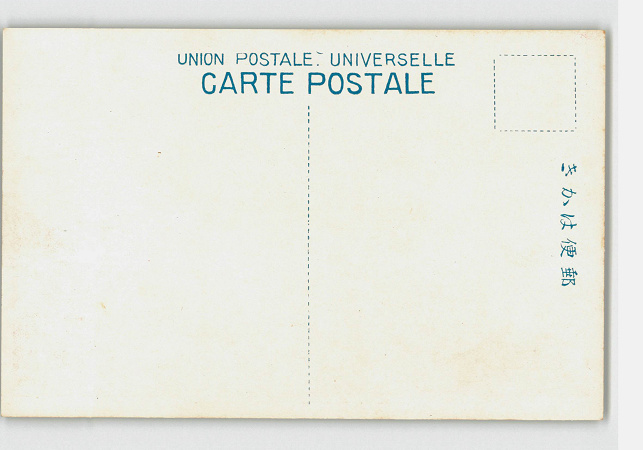 UNION POSTALE. UNIVERSELLE
CARTE POSTALE
郵便はかき